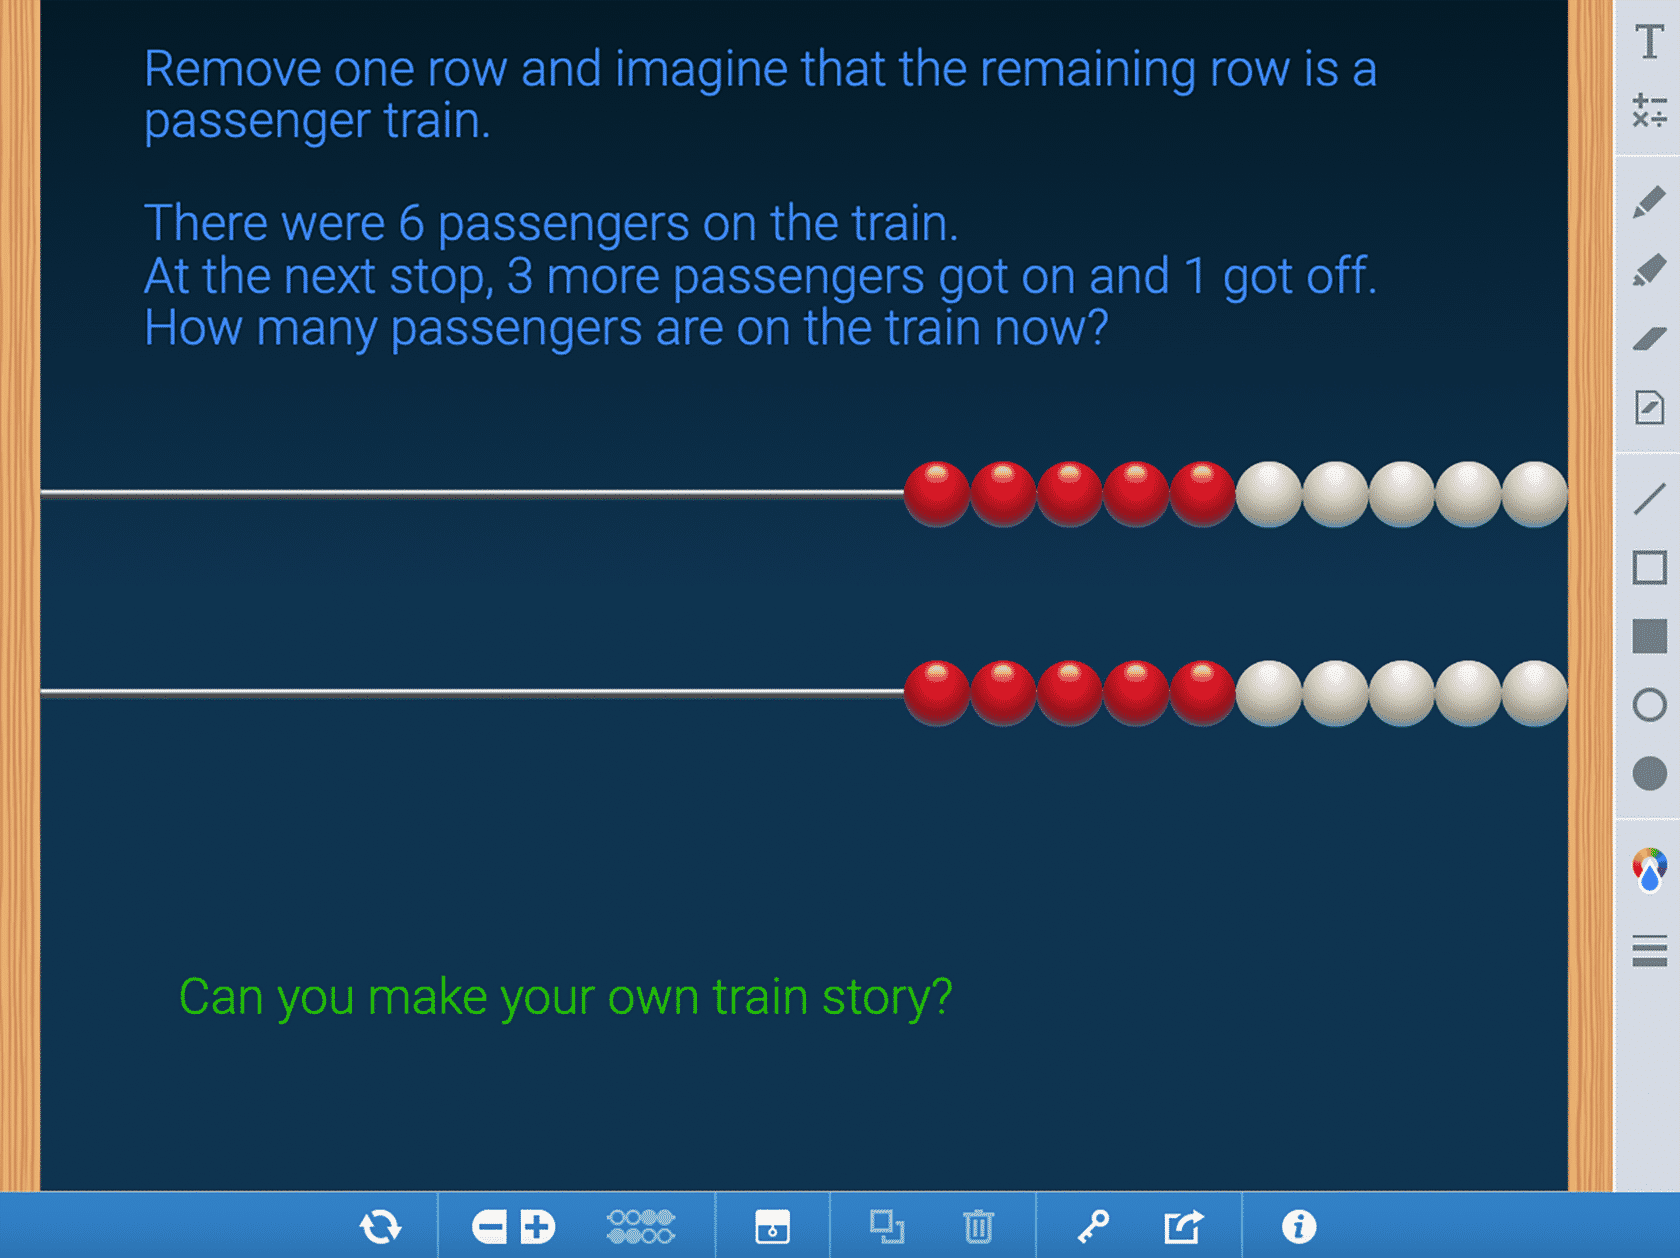 Remove one row and imagine that the remaining row is a
passenger train.
There were 6 passengers on the train.
At the next stop, 3 more passengers got on and 1 got off.
How many passengers are on the train now?
Can you make your own train story?